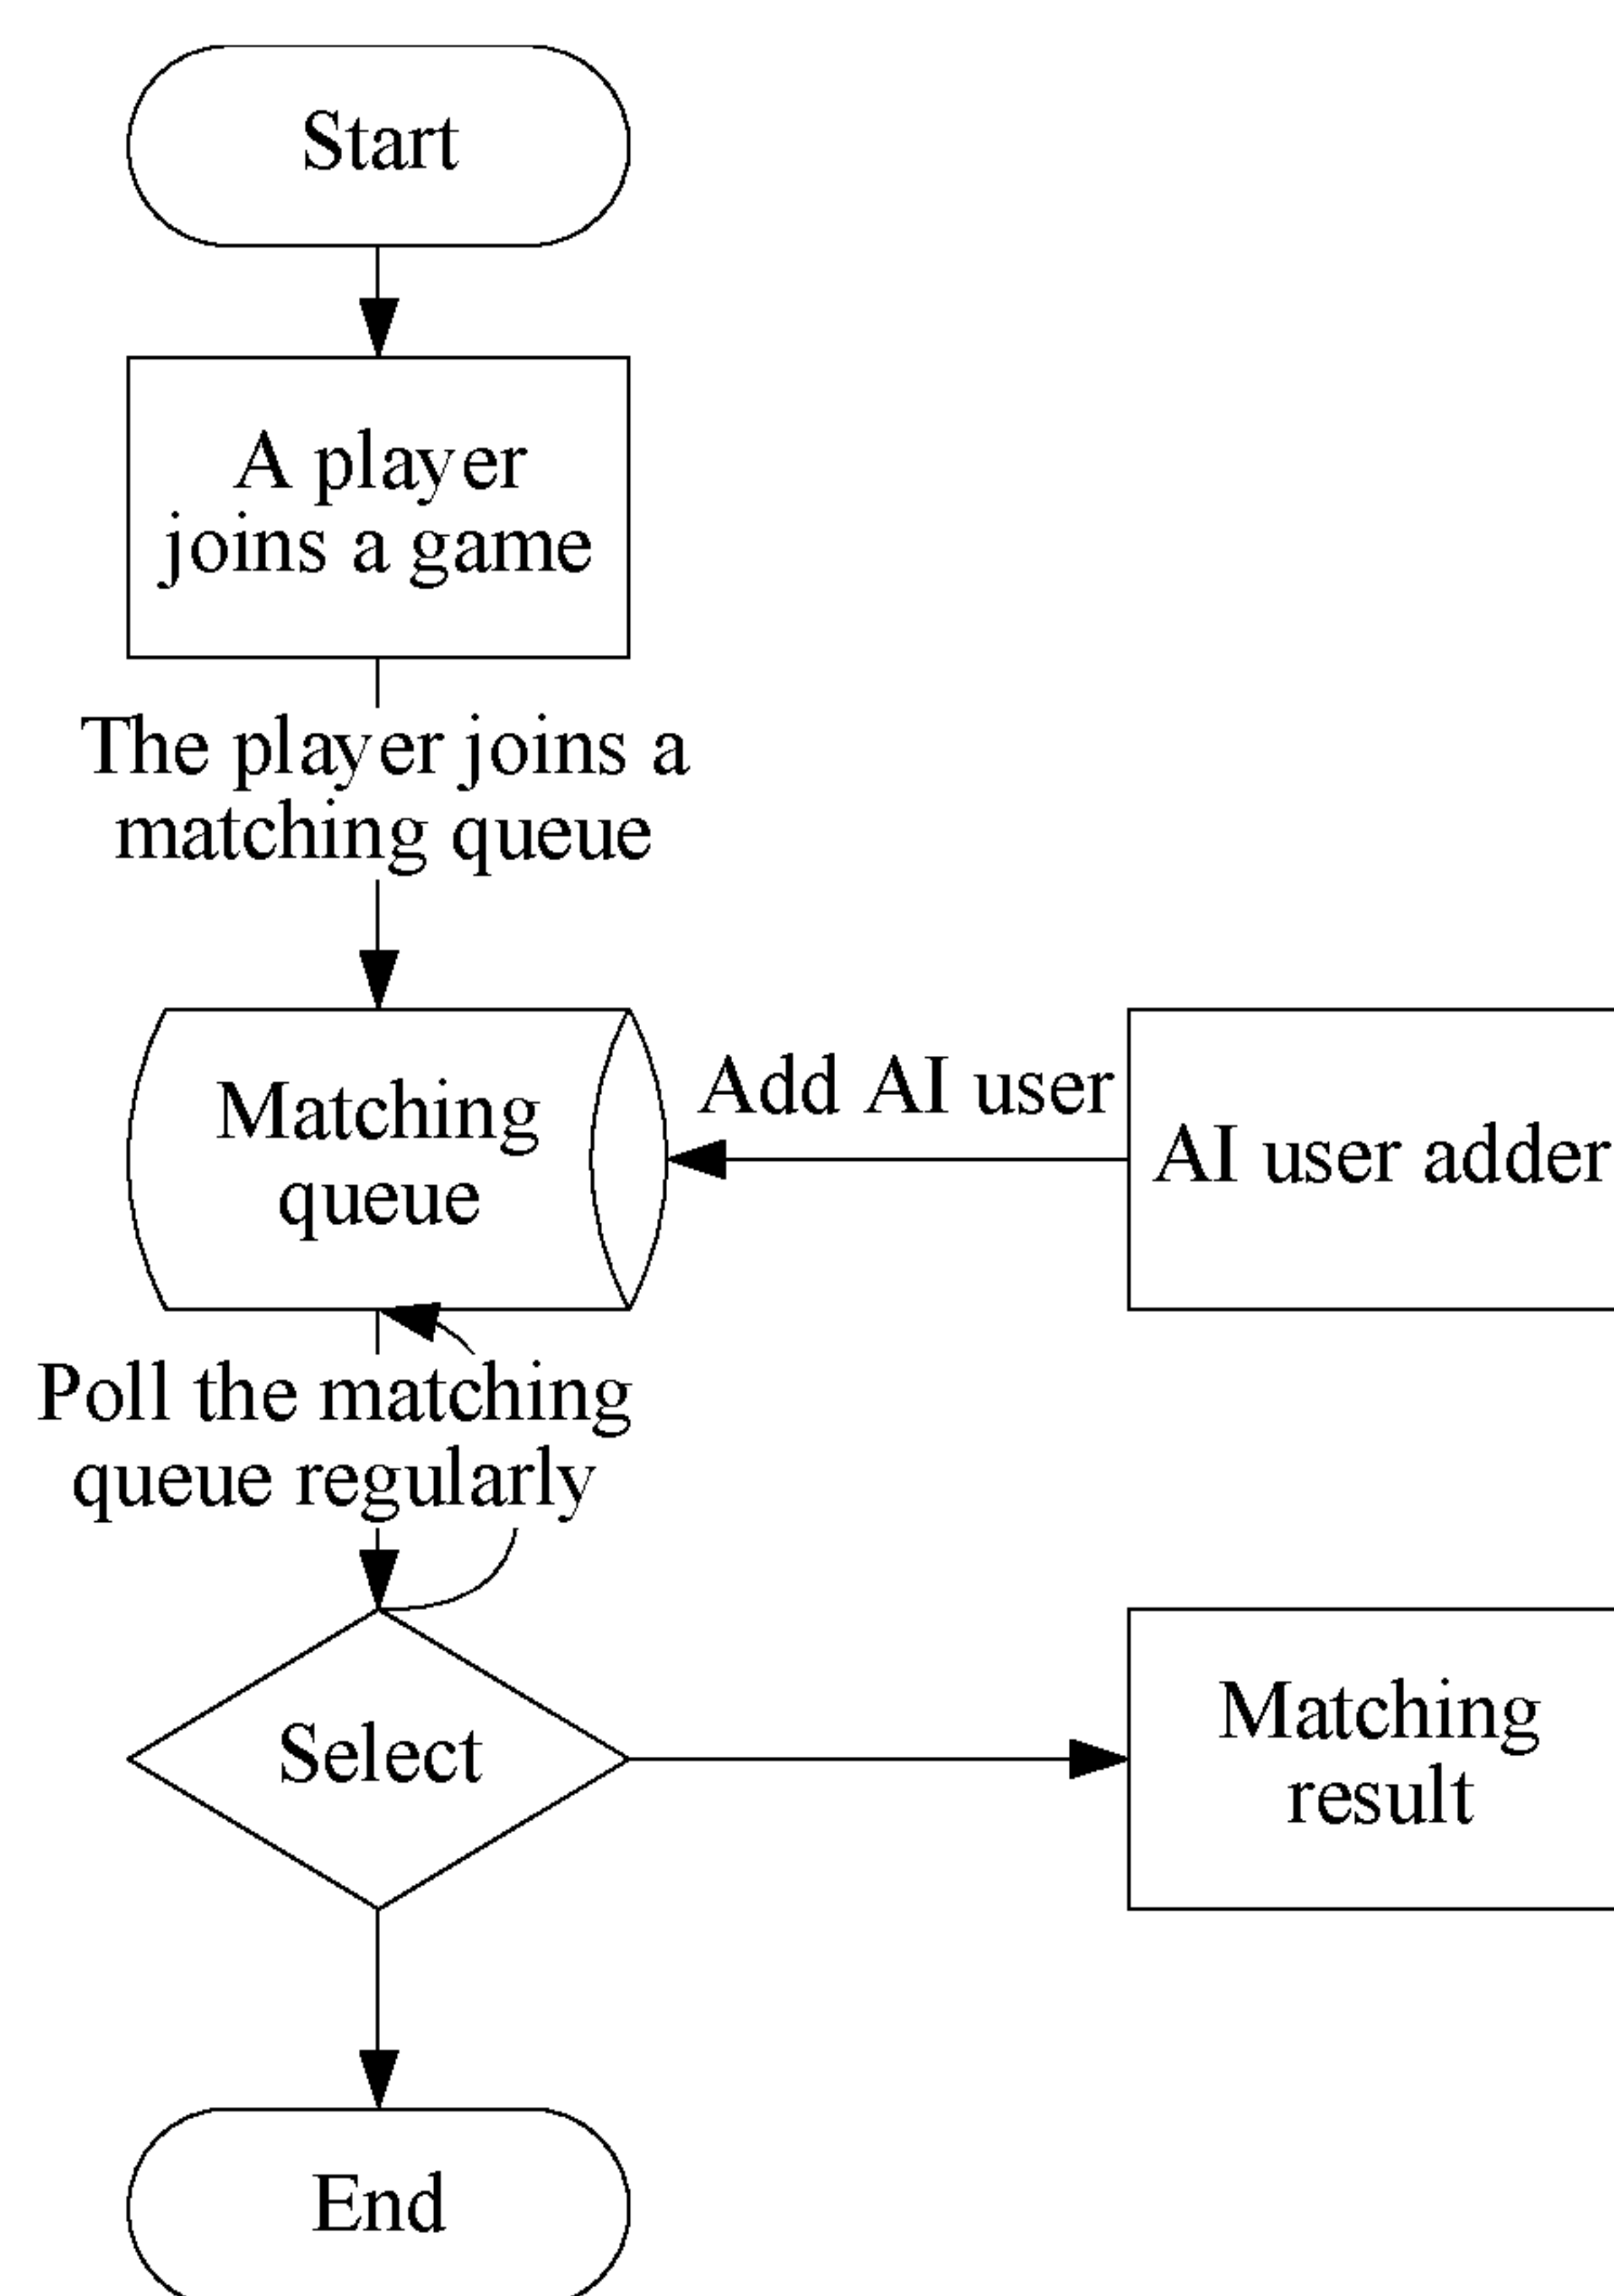 Start
A player
joins a game
The player joins a
matching queue
Matching
queue
Add AI user
AI user adder
Poll the matching
queue regularly
Select
Matching
result
End